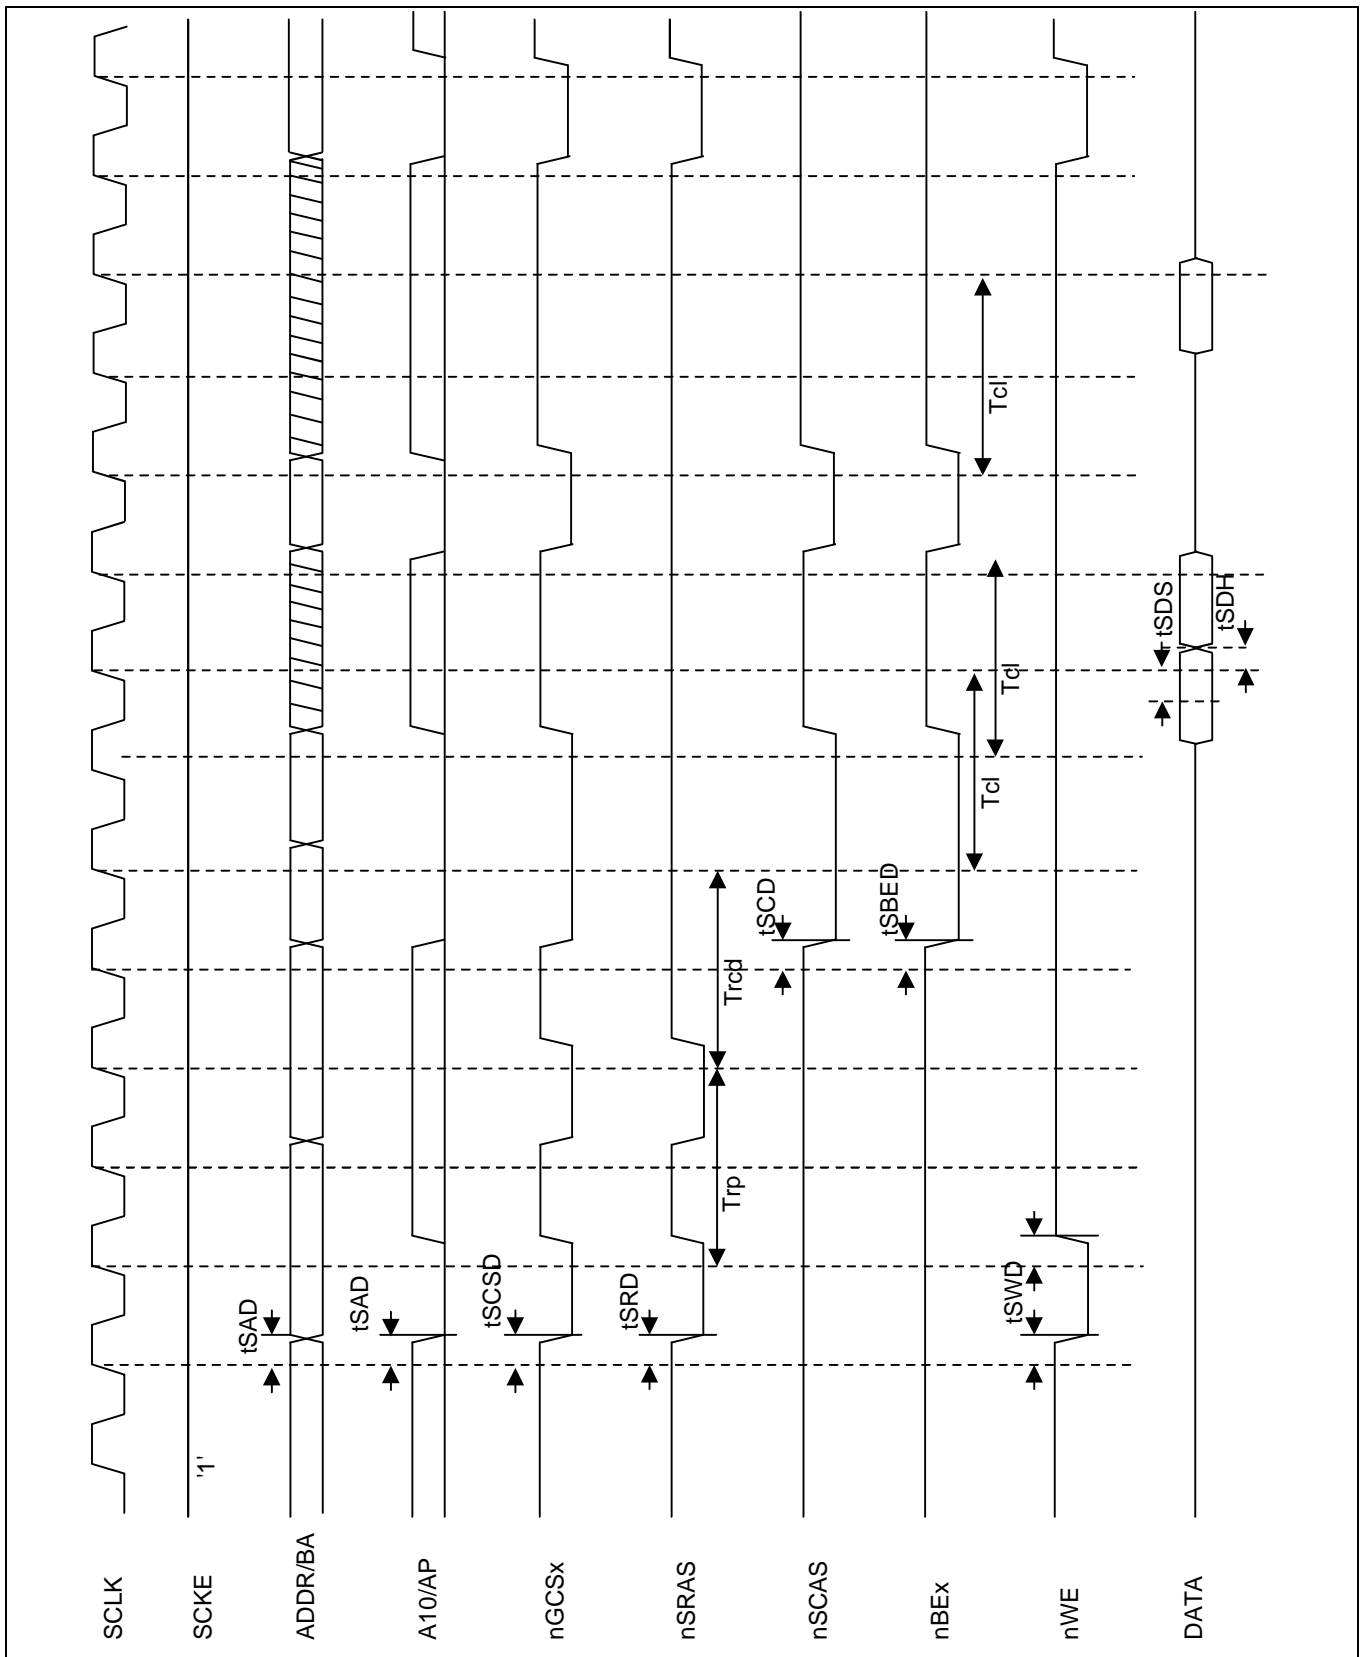 SCLK
SCKE
'1'
ADDR/BA
tSAD
A10/AP
tSAD
nGCSx
tSCSD
nSRAS
tSRD
Trp
Trcd
nSCAS
tSCD
nBEx
tSBED
Tcl
Tcl
Tcl
nWE
tSWD
DATA
tSDS
tSDH